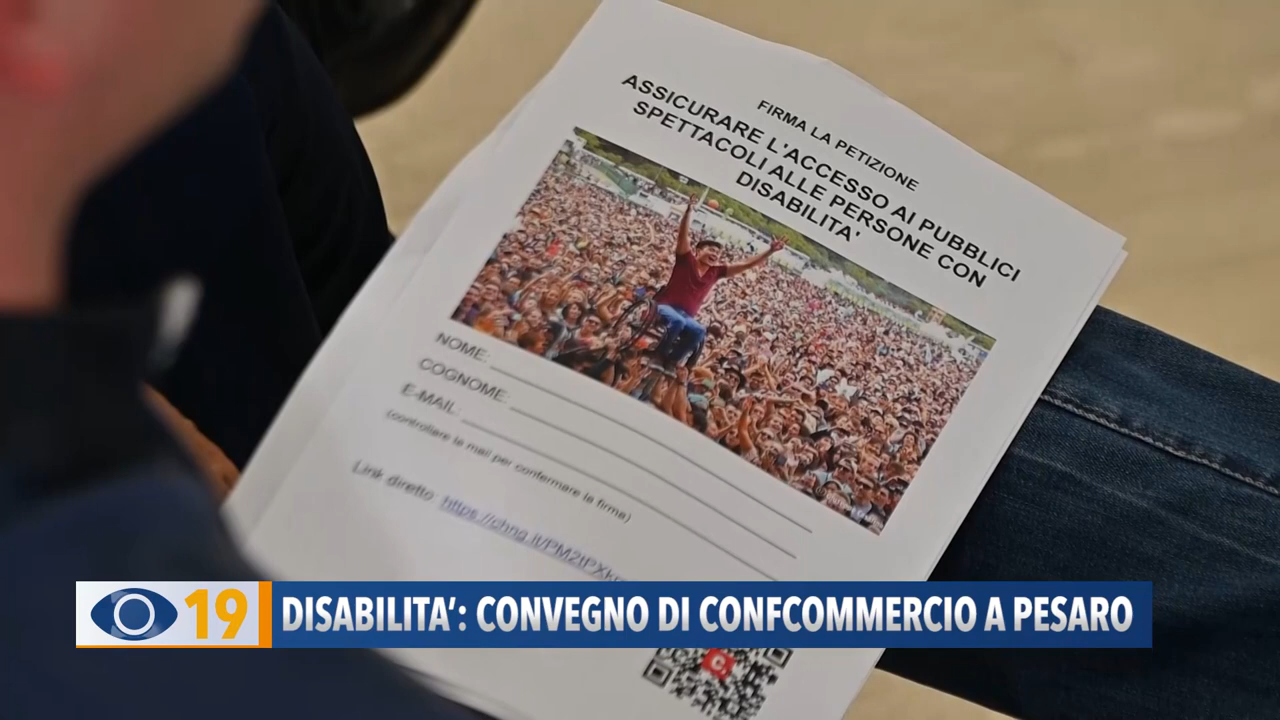 FIRMA LA PETIZIONE
ASSICURARE L'ACCESSO AI PUBBLICI
SPETTACOLI ALLE PERSONE CON
DISABILITA'
NOME:
COGNOME:
E-MAIL:
(controllare la mail per confermare la firma)
Link diretto
19
DISABILITA’: CONVEGNO DI CONFCOMMERCIO A PESARO
c.